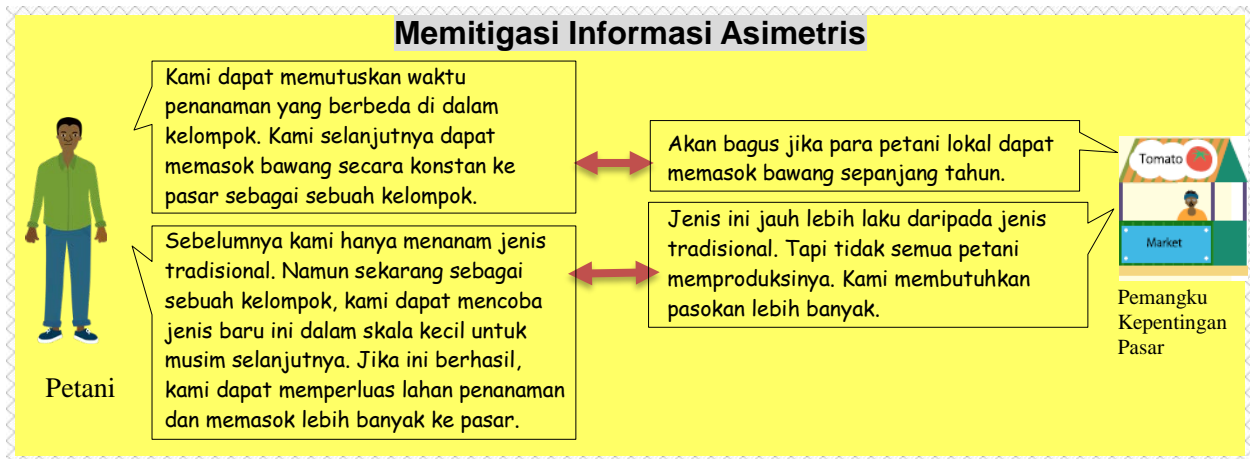 Memitigasi Informasi Asimetris
Kami dapat memutuskan waktu
penanaman yang berbeda di dalam
kelompok. Kami selanjutnya dapat
memasok bawang secara konstan ke
pasar sebagai sebuah kelompok.
Akan bagus jika para petani lokal dapat
memasok bawang sepanjang tahun.
Tomato
Market
Sebelumnya kami hanya menanam jenis
tradisional. Namun sekarang sebagai
sebuah kelompok, kami dapat mencoba
jenis baru ini dalam skala kecil untuk
musim selanjutnya. Jika ini berhasil,
kami dapat memperluas lahan penanaman
dan memasok lebih banyak ke pasar.
Jenis ini jauh lebih laku daripada jenis
tradisional. Tapi tidak semua petani
memproduksinya. Kami membutuhkan
pasokan lebih banyak.
Petani
Pemangku
Kepentingan
Pasar